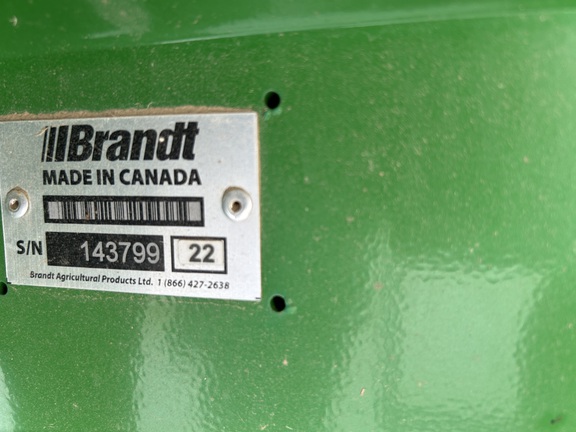 Brandt
MADE IN CANADA
S/N 143799 22
Brandt Agricultural Products Ltd. 1 (866) 427-2638